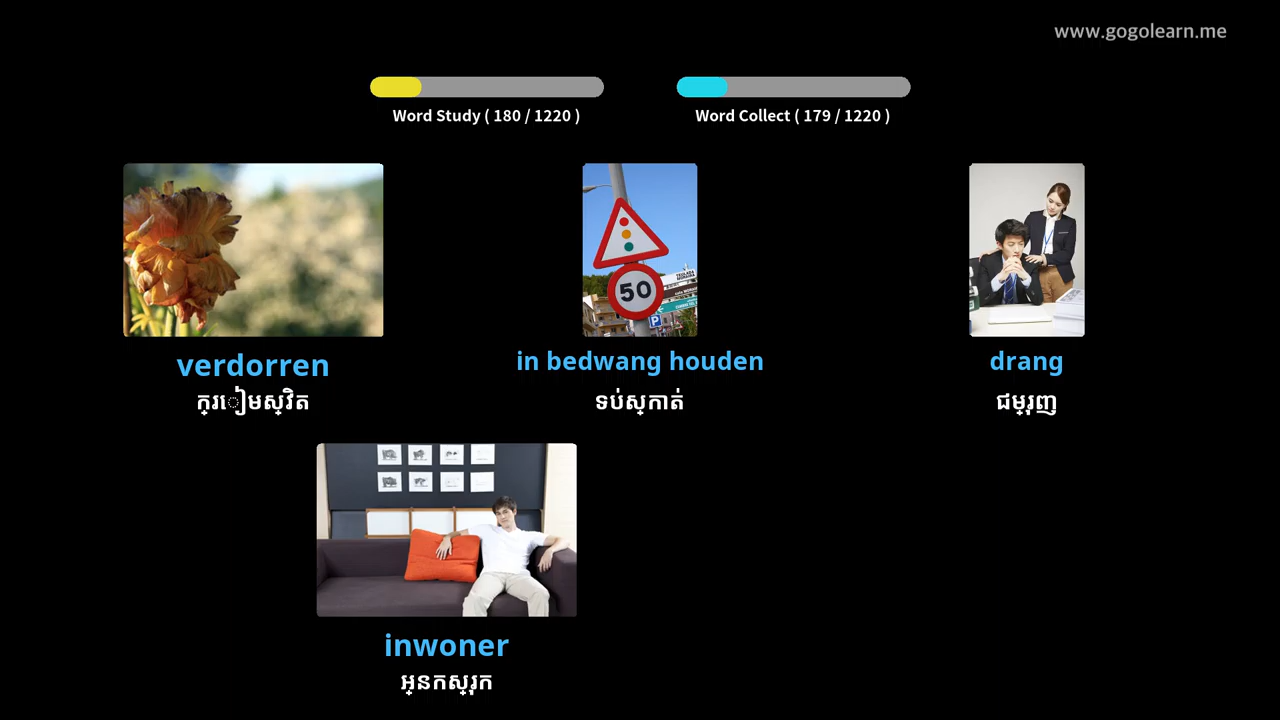 www.gogolearn.me
Word Study ( 180 / 1220 )
Word Collect ( 179 / 1220 )
50
P
verdorren
in bedwang houden
drang
ក្រៀមស្វិត
ទប់ស្កាត់
ជម្រុញ
inwoner
អ្នកស្រុក